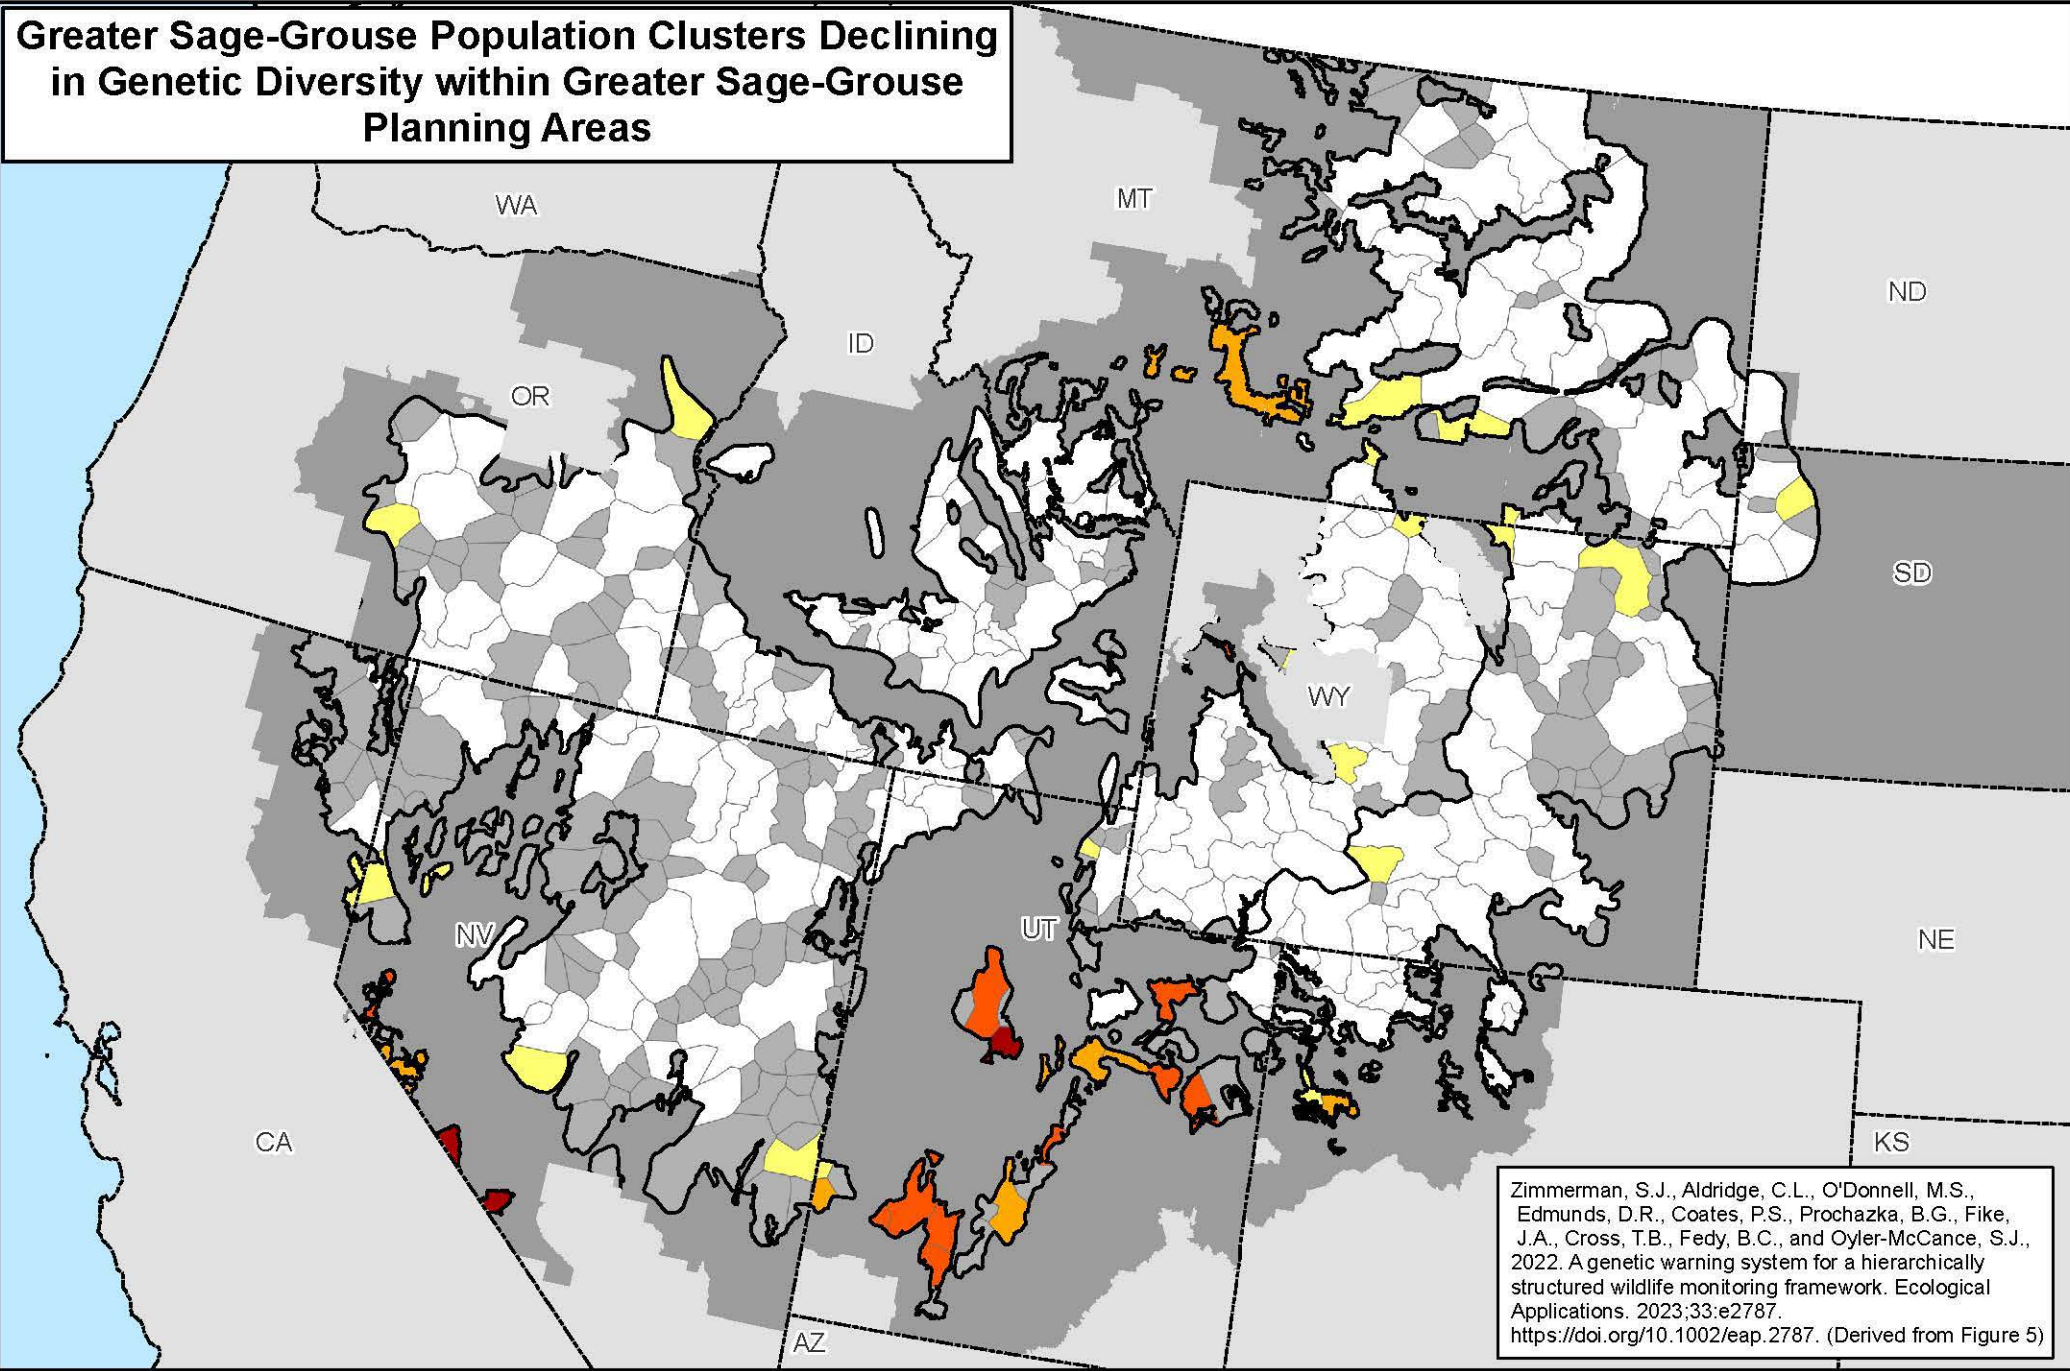 Greater Sage-Grouse Population Clusters Declining
in Genetic Diversity within Greater Sage-Grouse
Planning Areas
WA
MT
ND
ID
OR
SD
WY
NV
UT
NE
CA
KS
AZ
Zimmerman, S.J., Aldridge, C.L., O'Donnell, M.S.,
Edmunds, D.R., Coates, P.S., Prochazka, B.G., Fike,
J.A., Cross, T.B., Fedy, B.C., and Oyler-McCance, S.J.,
2022. A genetic warning system for a hierarchically
structured wildlife monitoring framework. Ecological
Applications. 2023;33:e2787.
https://doi.org/10.1002/eap.2787. (Derived from Figure 5)